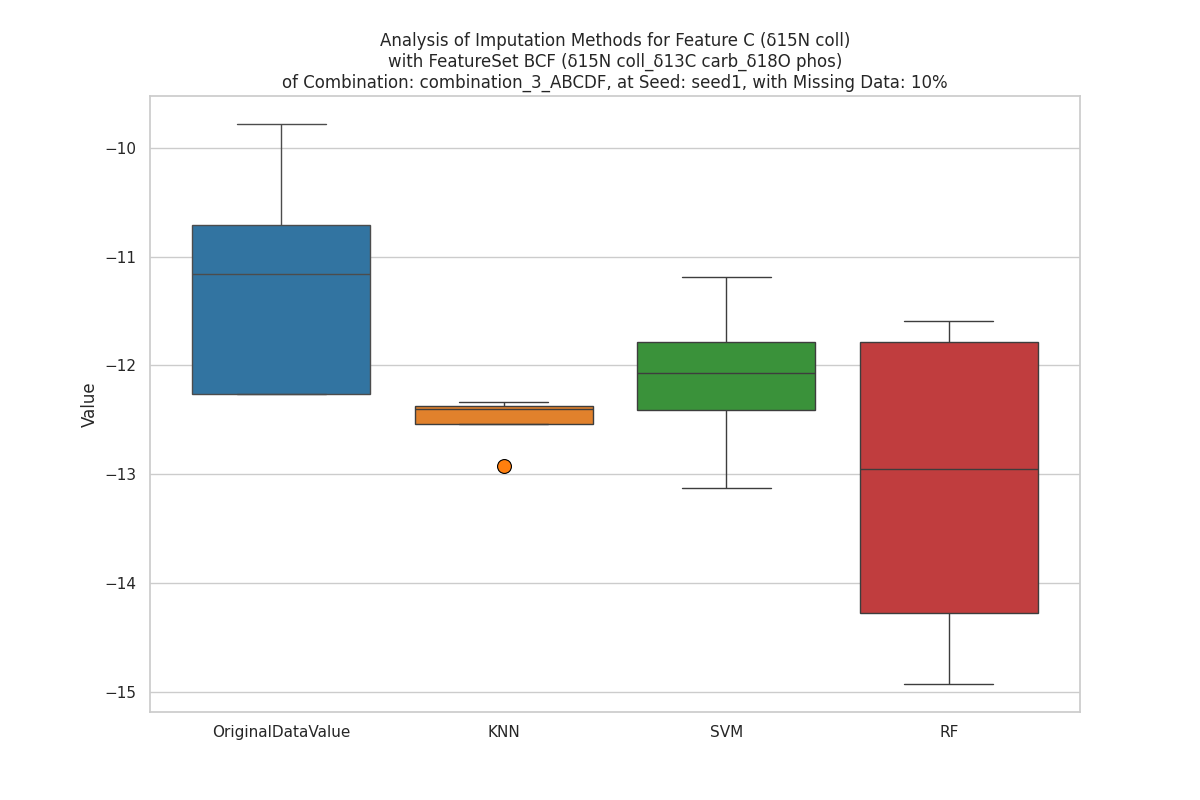 Analysis of Imputation Methods for Feature C (δ15N coll)
with FeatureSet BCF (δ15N coll_δ13C carb_δ18O phos)
of Combination: combination_3_ABCDF, at Seed: seed1, with Missing Data: 10%
Value
−10
−11
−12
−13
−14
−15
OriginalDataValue
KNN
SVM
RF